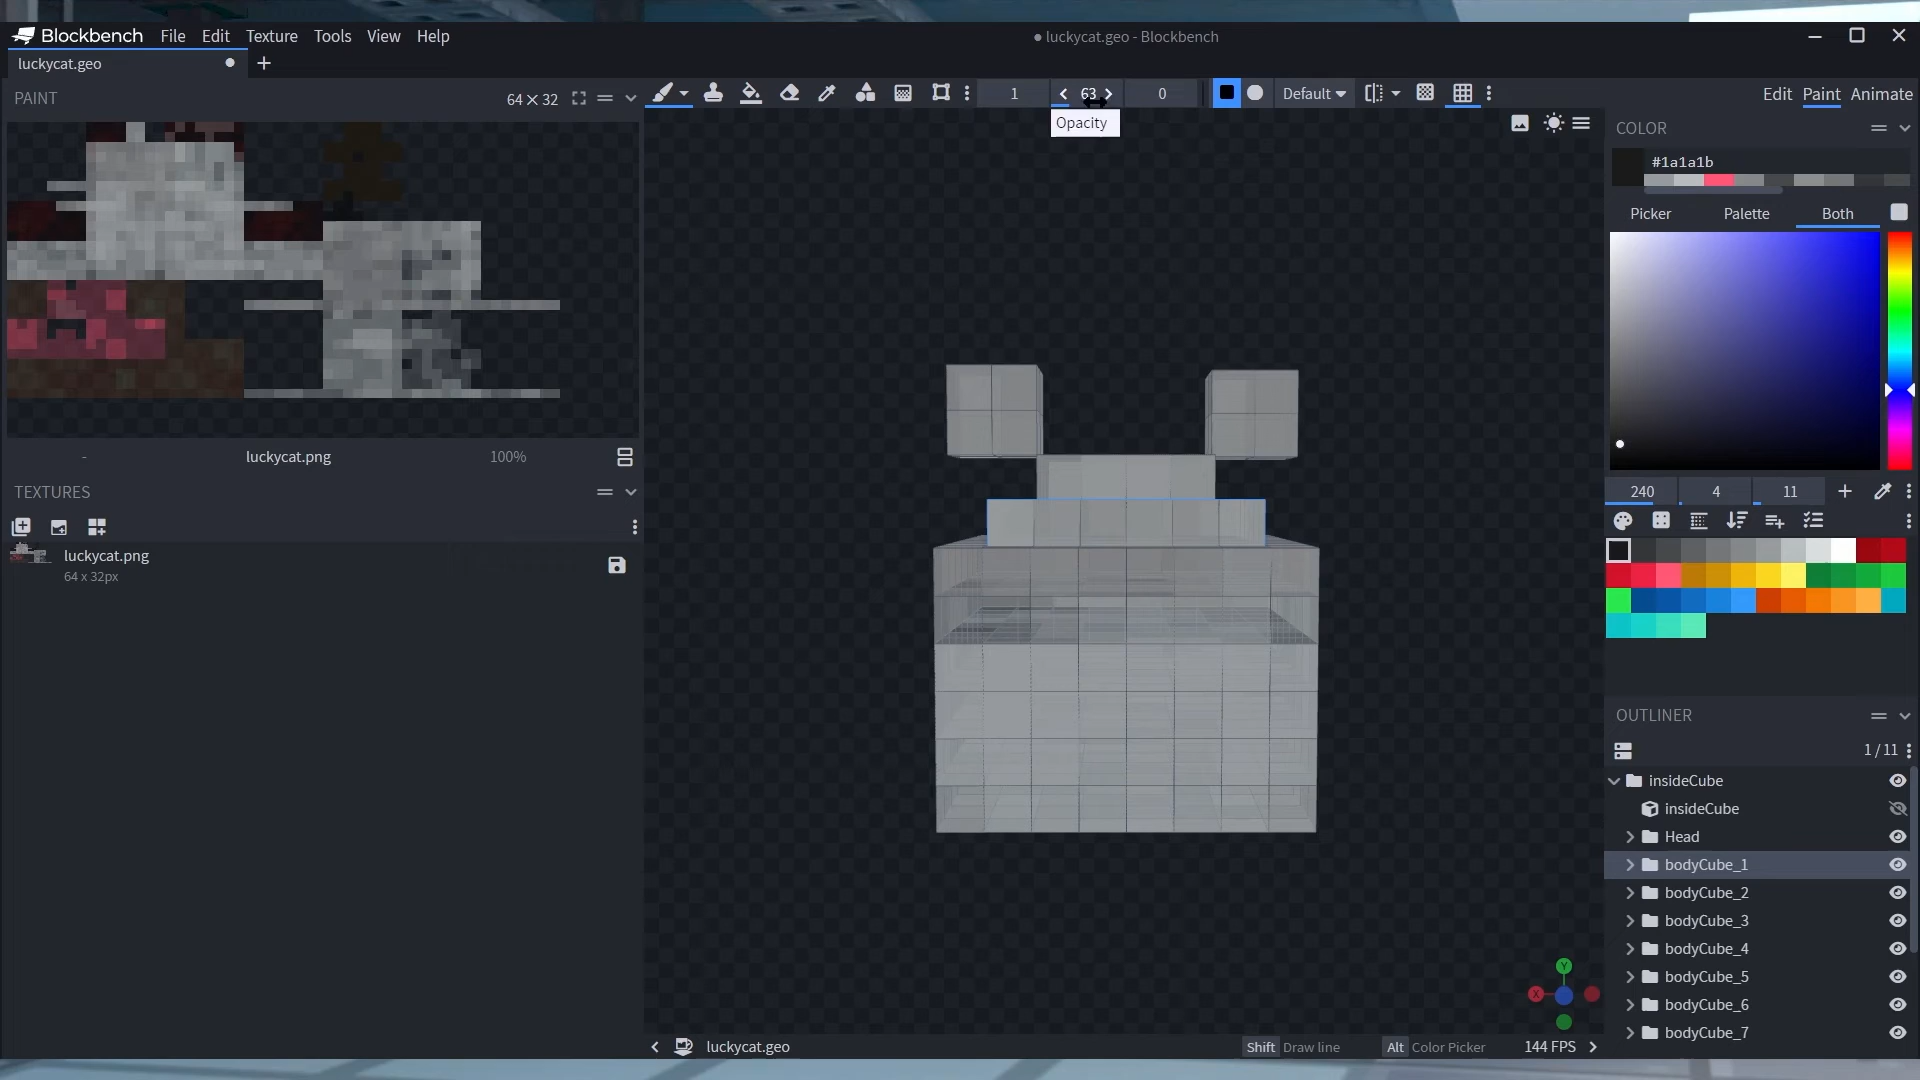 Blockbench File Edit Texture Tools View Help
luckycat.geo - Blockbench
luckycat.geo
PAINT
64 × 32
1
63
0
Default
Edit Paint Animate
Opacity
COLOR
#1a1a1b
Picker Palette Both
- luckycat.png 100%
TEXTURES
luckycat.png
64 x 32px
240 4 11
OUTLINER
1 / 11
insideCube
insideCube
Head
bodyCube_1
bodyCube_2
bodyCube_3
bodyCube_4
bodyCube_5
bodyCube_6
bodyCube_7
Y
X
luckycat.geo
Shift Draw line
Alt Color Picker
144 FPS